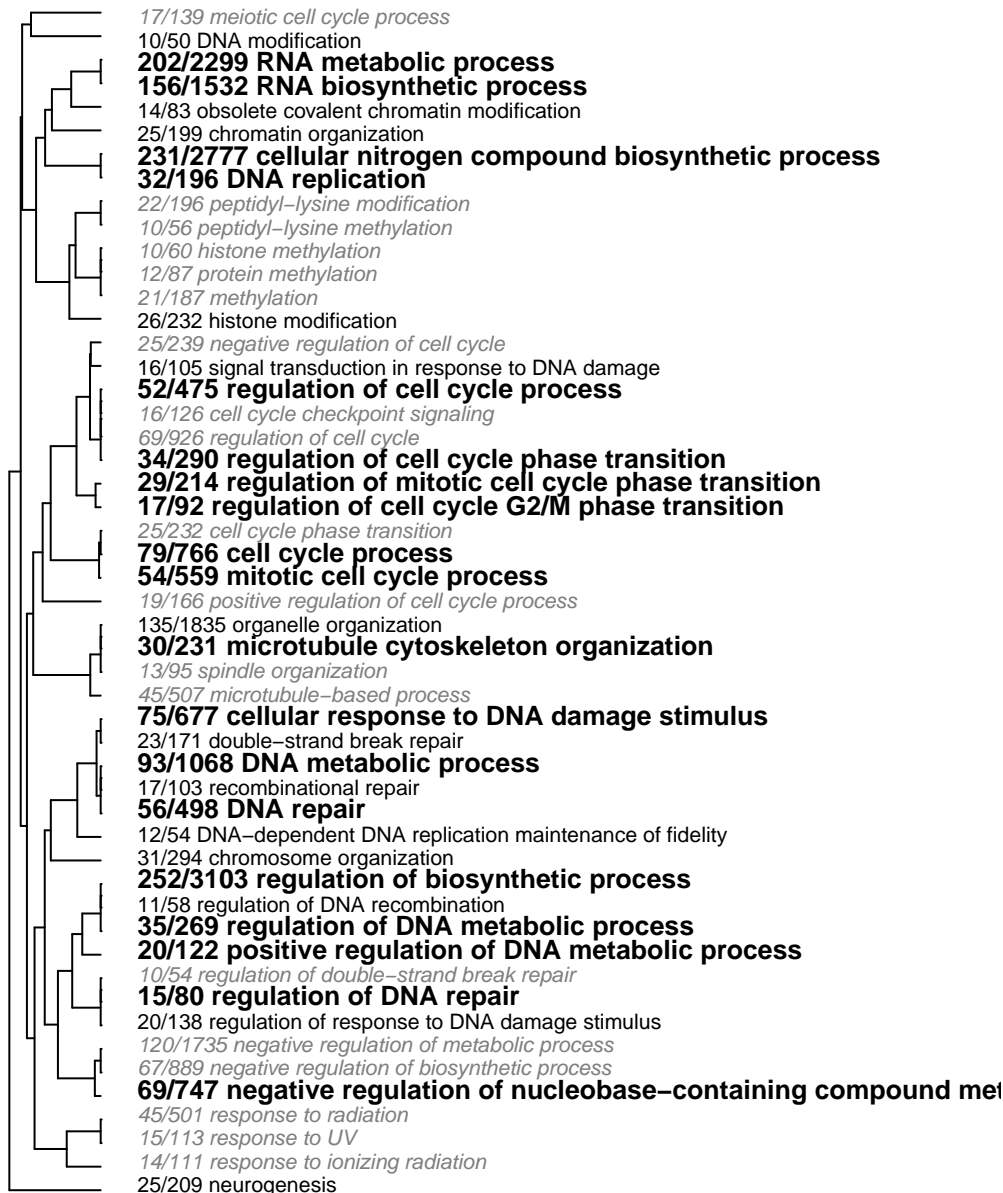 17/139 meiotic cell cycle process
10/50 DNA modification
202/2299 RNA metabolic process
156/1532 RNA biosynthetic process
14/83 obsolete covalent chromatin modification
25/199 chromatin organization
231/2777 cellular nitrogen compound biosynthetic process
32/196 DNA replication
22/196 peptidyl−lysine modification
10/56 peptidyl−lysine methylation
10/60 histone methylation
12/87 protein methylation
21/187 methylation
26/232 histone modification
25/239 negative regulation of cell cycle
16/105 signal transduction in response to DNA damage
52/475 regulation of cell cycle process
16/126 cell cycle checkpoint signaling
69/926 regulation of cell cycle
34/290 regulation of cell cycle phase transition
29/214 regulation of mitotic cell cycle phase transition
17/92 regulation of cell cycle G2/M phase transition
25/232 cell cycle phase transition
79/766 cell cycle process
54/559 mitotic cell cycle process
19/166 positive regulation of cell cycle process
135/1835 organelle organization
30/231 microtubule cytoskeleton organization
13/95 spindle organization
45/507 microtubule−based process
75/677 cellular response to DNA damage stimulus
23/171 double−strand break repair
93/1068 DNA metabolic process
17/103 recombinational repair
56/498 DNA repair
12/54 DNA−dependent DNA replication maintenance of fidelity
31/294 chromosome organization
252/3103 regulation of biosynthetic process
11/58 regulation of DNA recombination
35/269 regulation of DNA metabolic process
20/122 positive regulation of DNA metabolic process
10/54 regulation of double−strand break repair
15/80 regulation of DNA repair
20/138 regulation of response to DNA damage stimulus
120/1735 negative regulation of metabolic process
67/889 negative regulation of biosynthetic process
69/747 negative regulation of nucleobase−containing compound met
45/501 response to radiation
15/113 response to UV
14/111 response to ionizing radiation
25/209 neurogenesis